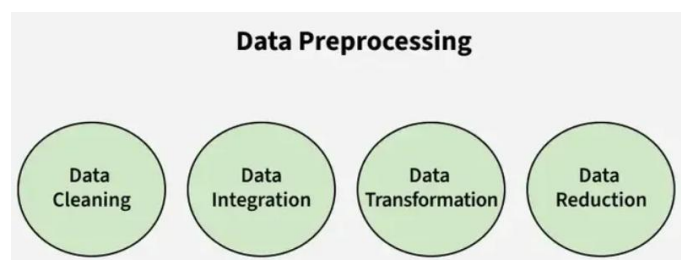 Data Preprocessing
Data
Cleaning
Data
Integration
Data
Transformation
Data
Reduction